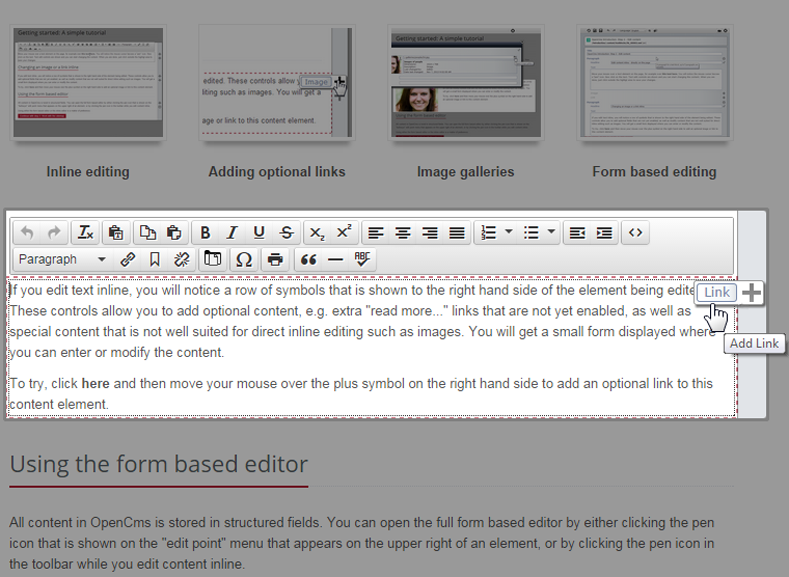 Getting started: A simple tutorial
edited. These controls allow y
Image
liting such as images. You will get a
age or link to this content element.
Inline editing
Adding optional links
Image galleries
Form based editing
B I U S X₂ X²
Paragraph
Ω
ABC
If you edit text inline, you will notice a row of symbols that is shown to the right hand side of the element being edite
Link
These controls allow you to add optional content, e.g. extra "read more..." links that are not yet enabled, as well as
special content that is not well suited for direct inline editing such as images. You will get a small form displayed where
Add Link
you can enter or modify the content.
To try, click here and then move your mouse over the plus symbol on the right hand side to add an optional link to this
content element.
Using the form based editor
All content in OpenCms is stored in structured fields. You can open the full form based editor by either clicking the pen
icon that is shown on the "edit point" menu that appears on the upper right of an element, or by clicking the pen icon in
the toolbar while you edit content inline.